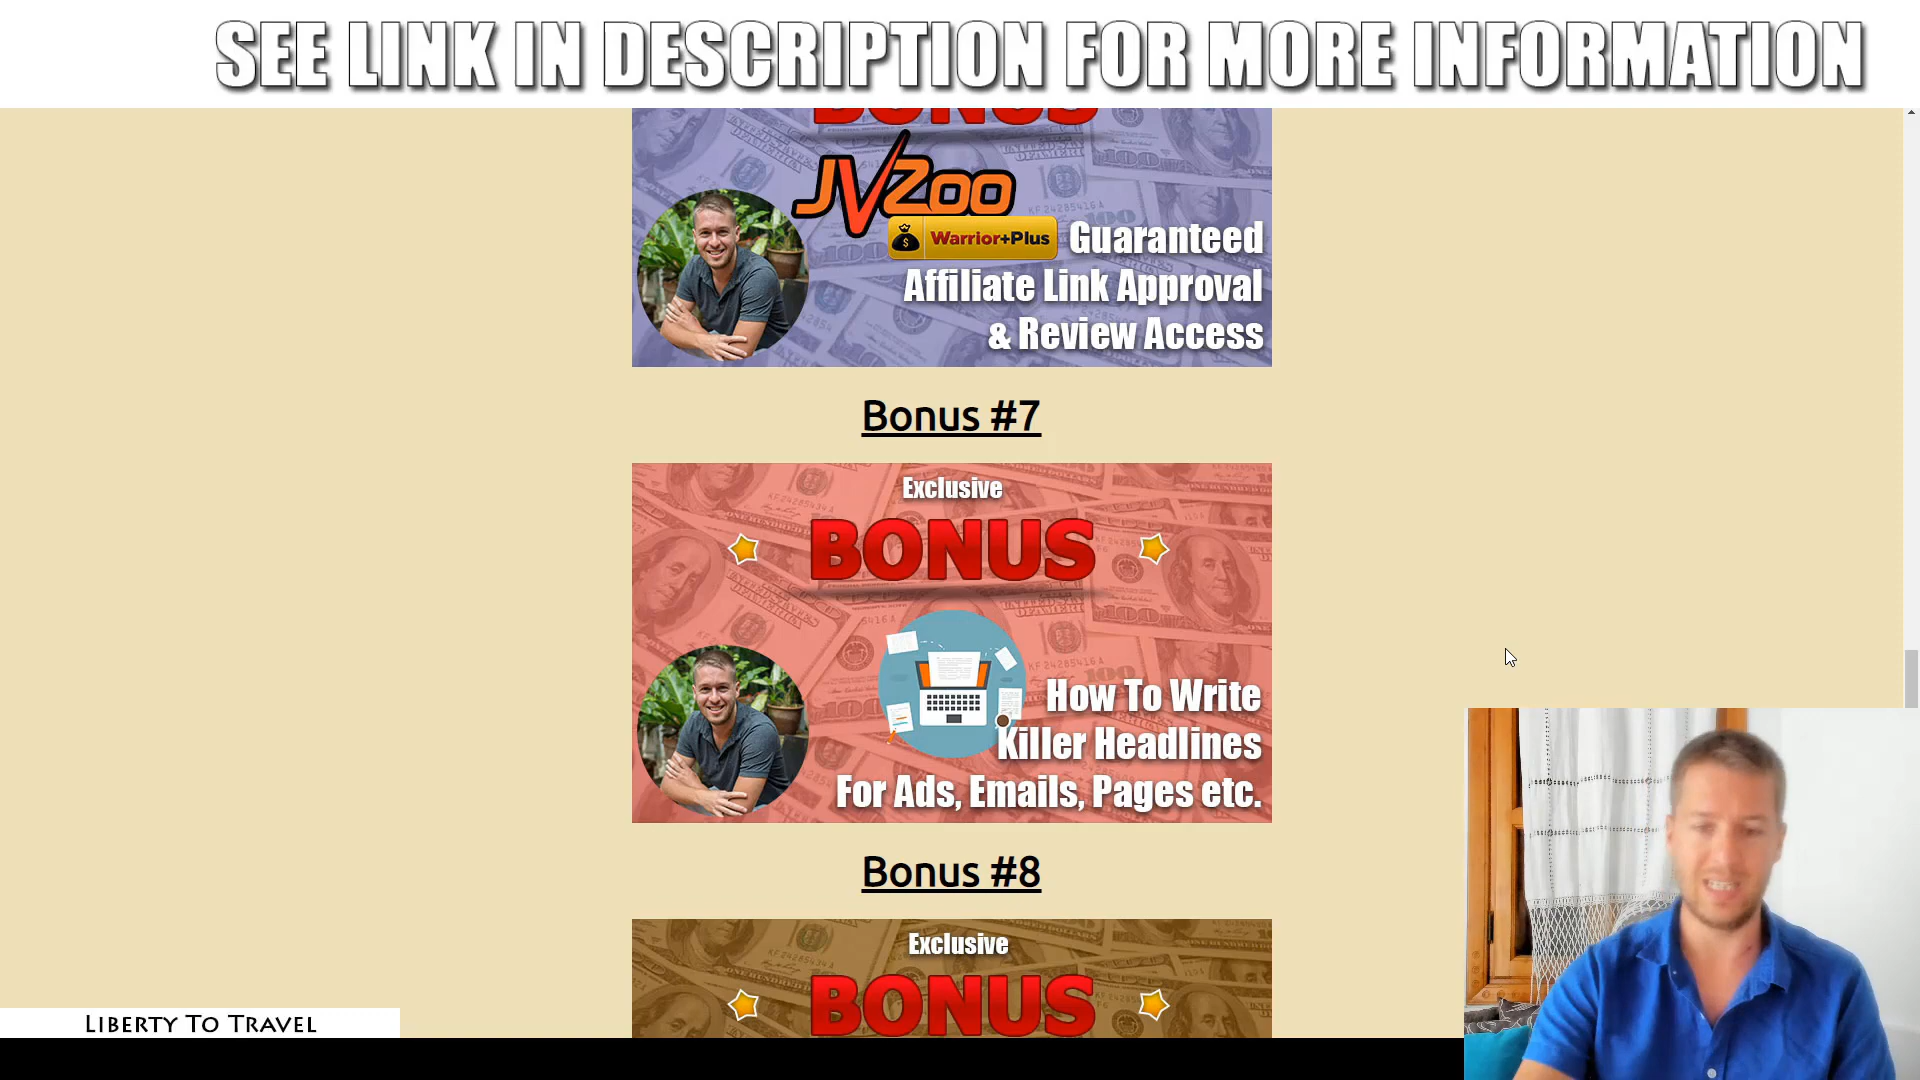 SEE LINK IN DESCRIPTION FOR MORE INFORMATION
BONUS
JVZoo
Warrior+Plus
Guaranteed
Affiliate Link Approval
& Review Access
Bonus #7
Exclusive
BONUS
How To Write
Killer Headlines
For Ads, Emails, Pages etc.
Bonus #8
Exclusive
BONUS
LIBERTY TO TRAVEL